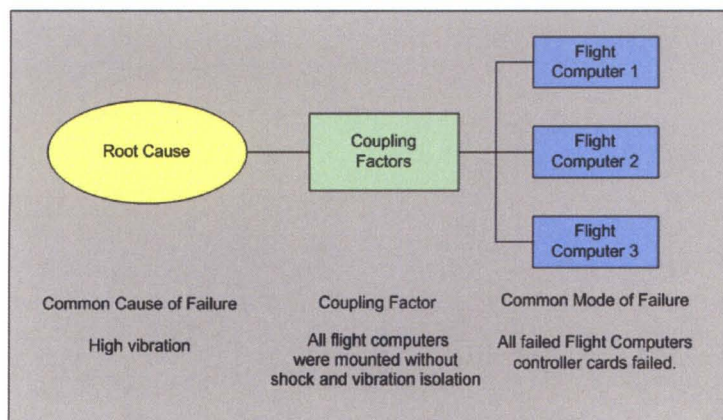 Root Cause
Coupling
Factors
Flight
Computer 1
Flight
Computer 2
Flight
Computer 3
Common Cause of Failure
High vibration
Coupling Factor
All flight computers
were mounted without
shock and vibration isolation
Common Mode of Failure
All failed Flight Computers
controller cards failed.